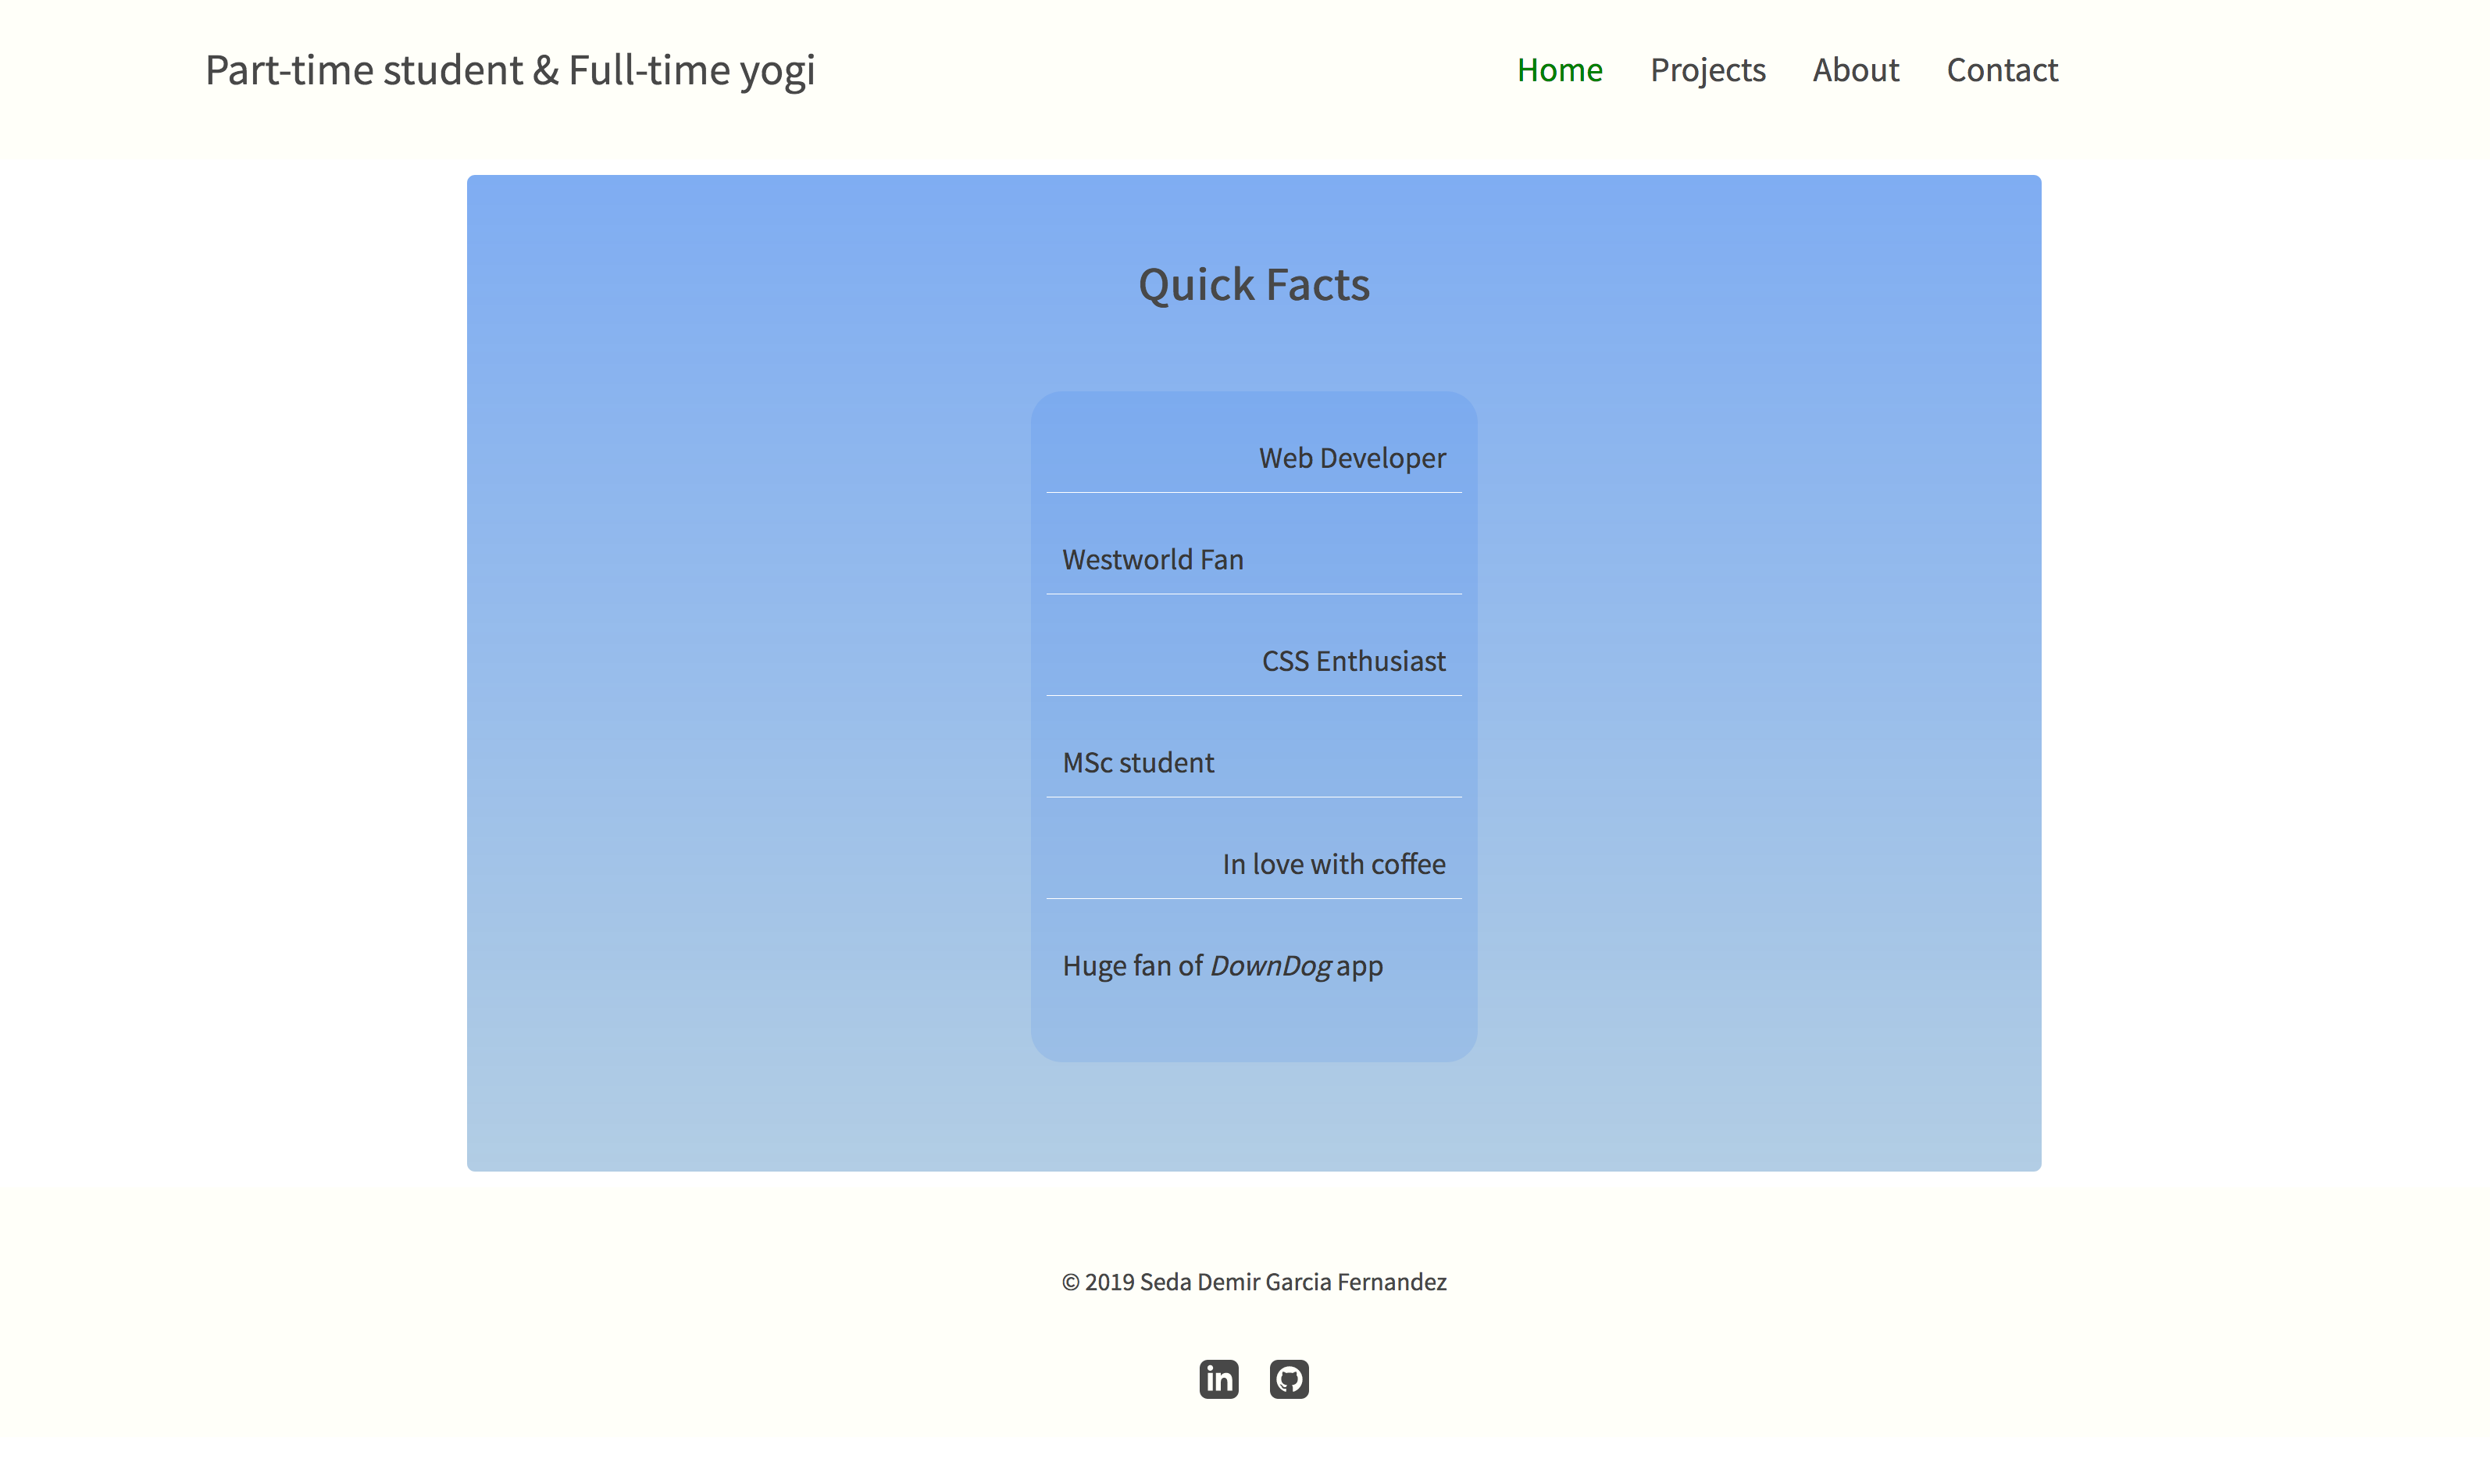 Part-time student & Full-time yogi
Home Projects About Contact
Quick Facts
Web Developer
Westworld Fan
CSS Enthusiast
MSc student
In love with coffee
Huge fan of DownDog app
© 2019 Seda Demir Garcia Fernandez
in